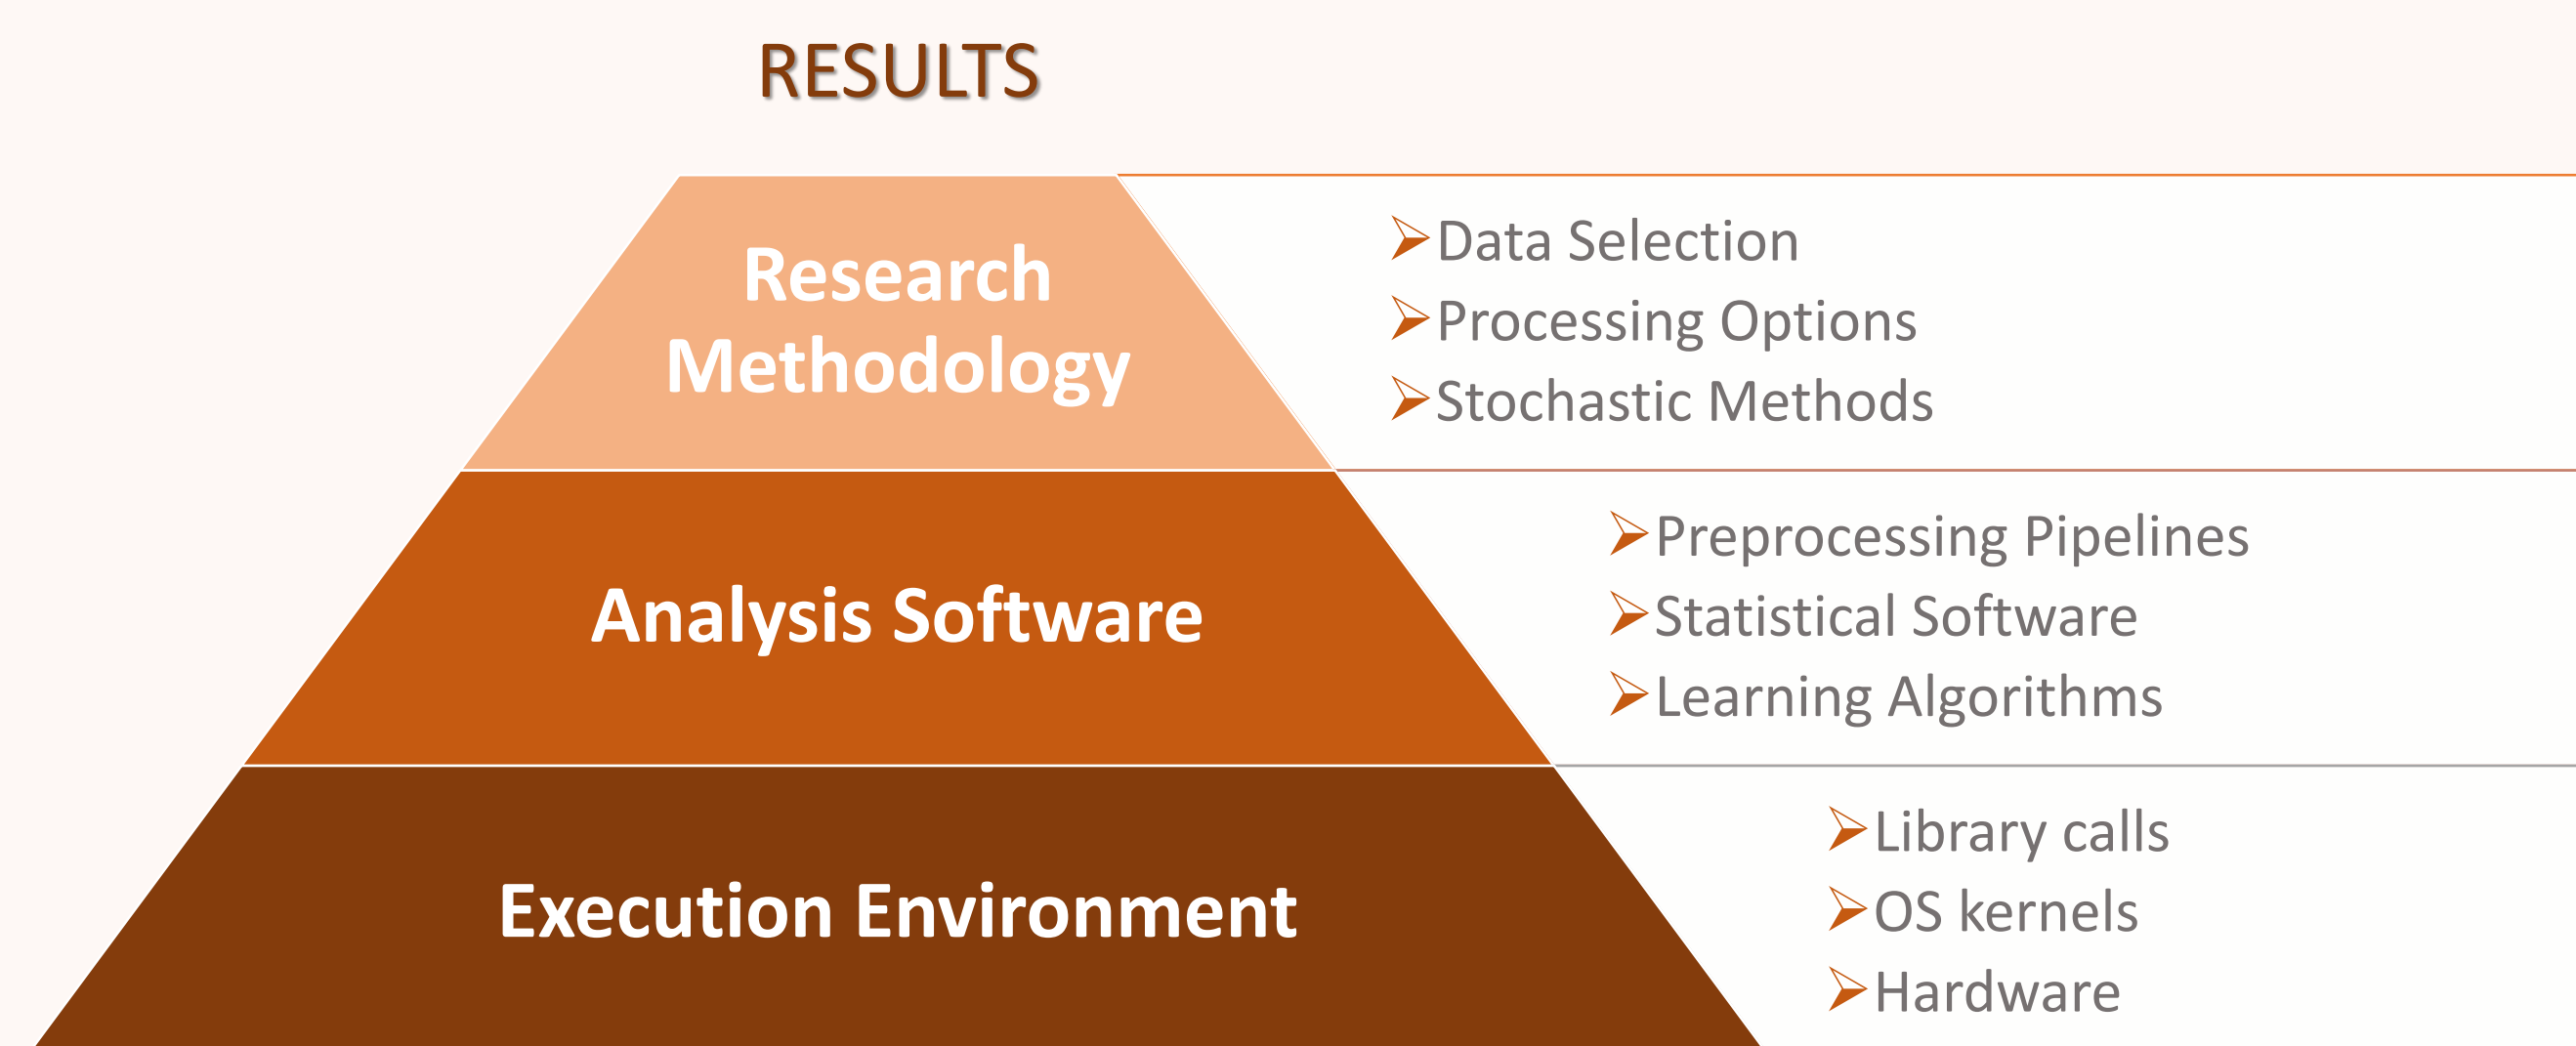 RESULTS
Research
Methodology
Data Selection
Processing Options
Stochastic Methods
Analysis Software
Preprocessing Pipelines
Statistical Software
Learning Algorithms
Execution Environment
Library calls
OS kernels
Hardware